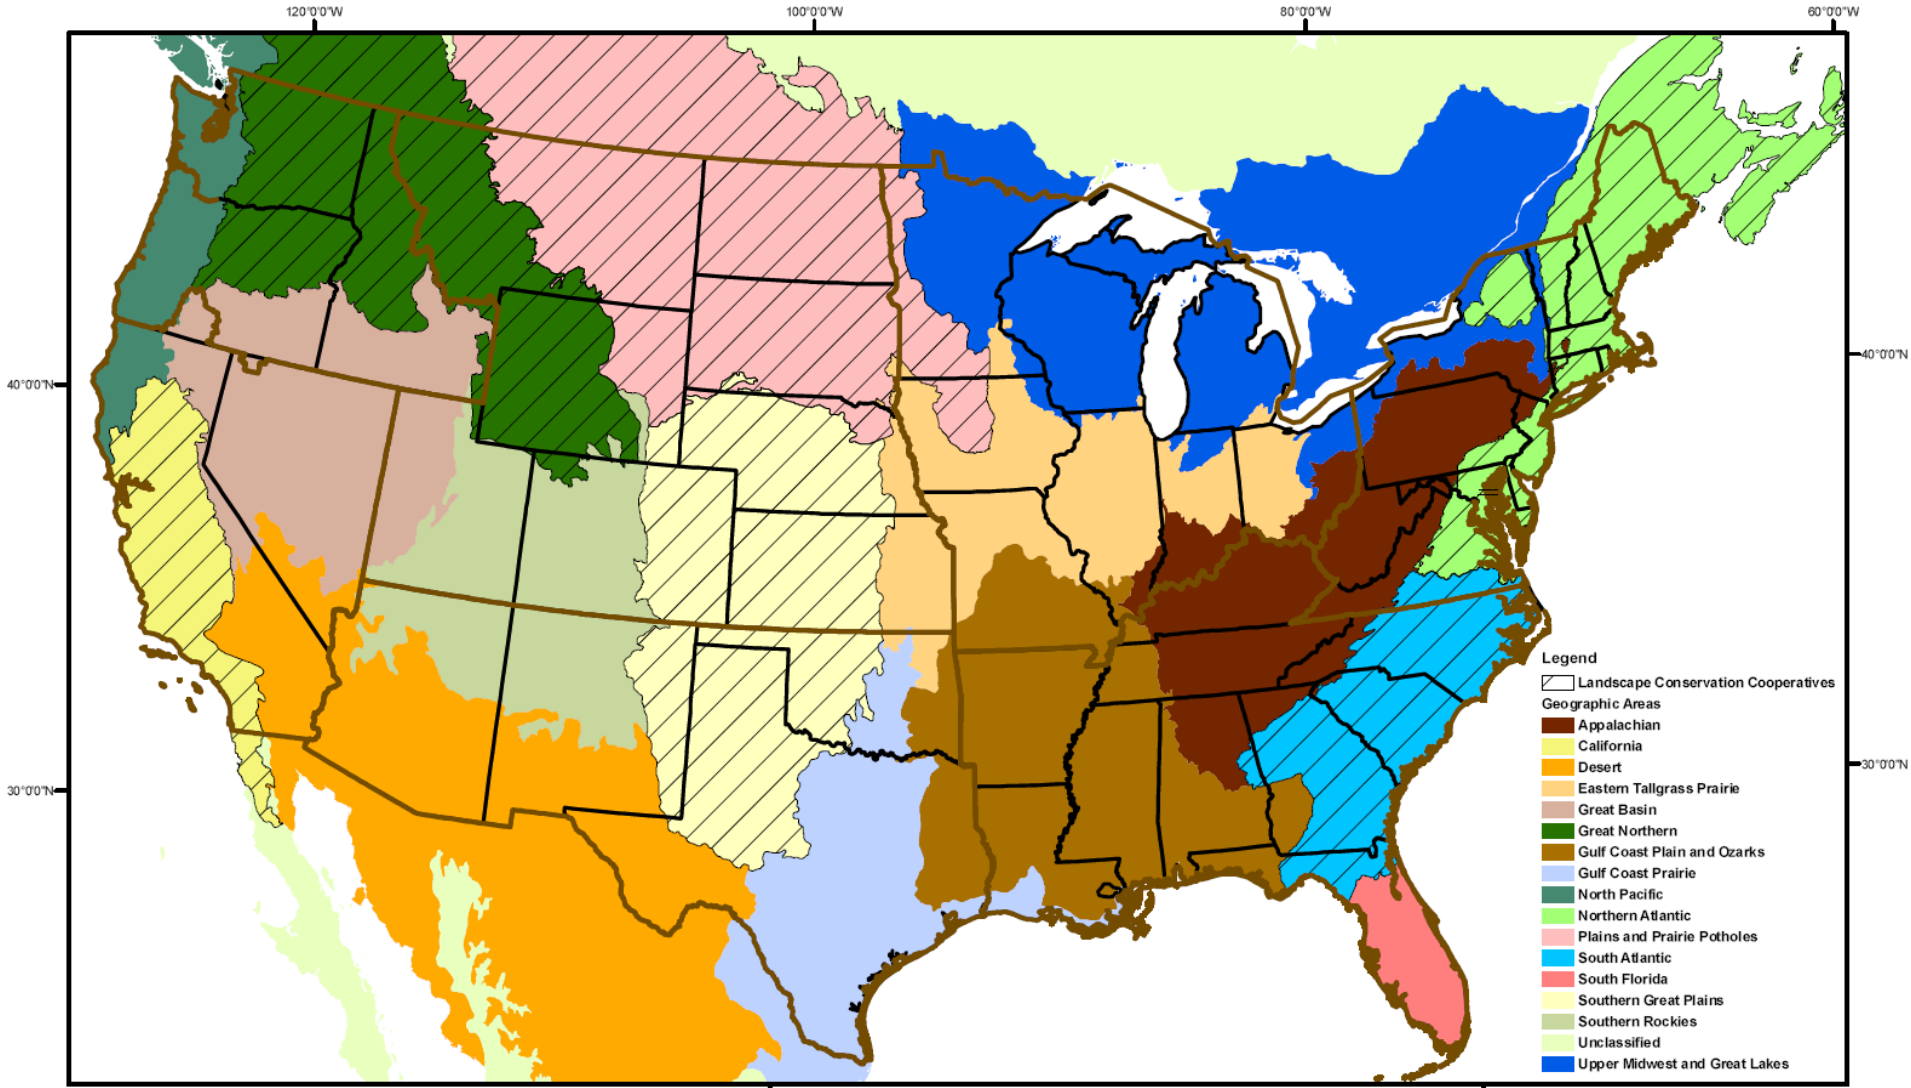 120°0'0"W
100°0'0"W
80°0'0"W
60°0'0"W
40°0'0"N
40°0'0"N
30°0'0"N
30°0'0"N
Legend
Landscape Conservation Cooperatives
Geographic Areas
Appalachian
California
Desert
Eastern Tallgrass Prairie
Great Basin
Great Northern
Gulf Coast Plain and Ozarks
Gulf Coast Prairie
North Pacific
Northern Atlantic
Plains and Prairie Potholes
South Atlantic
South Florida
Southern Great Plains
Southern Rockies
Unclassified
Upper Midwest and Great Lakes